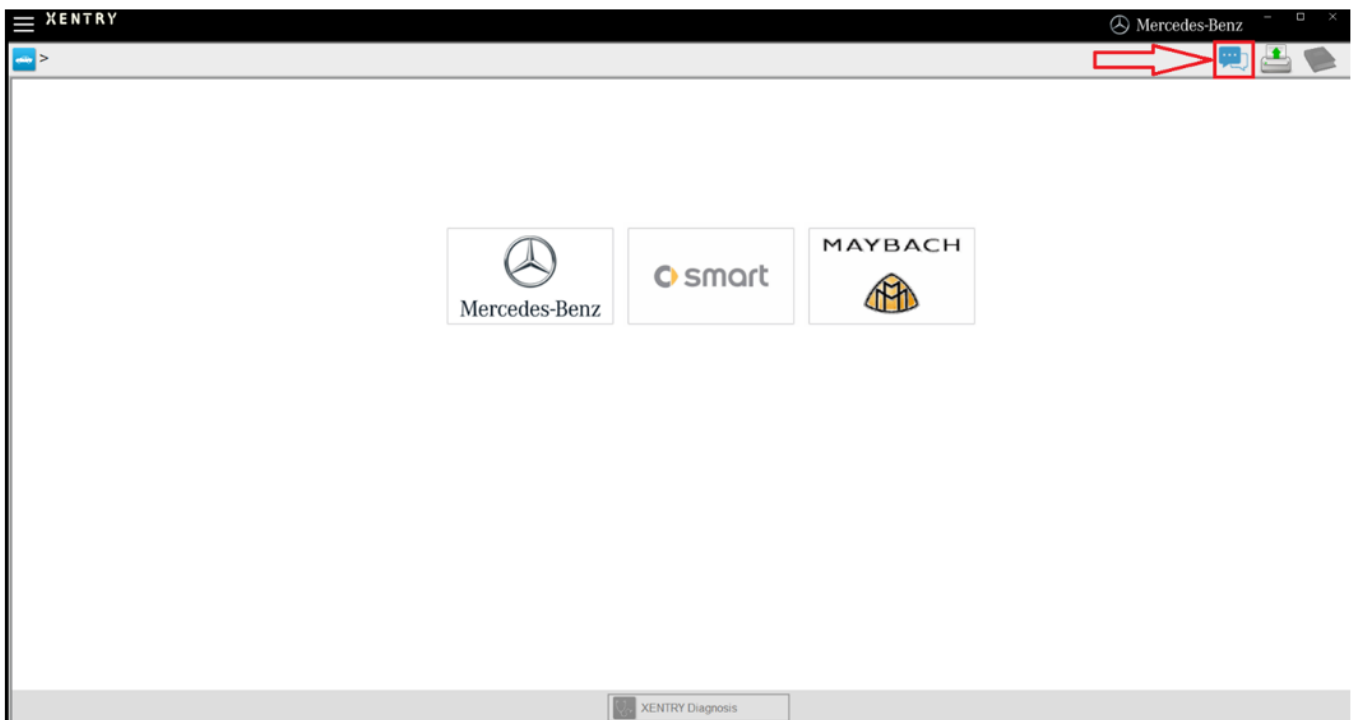 XENTRY
Mercedes-Benz
>
Mercedes-Benz
smart
MAYBACH
XENTRY Diagnosis